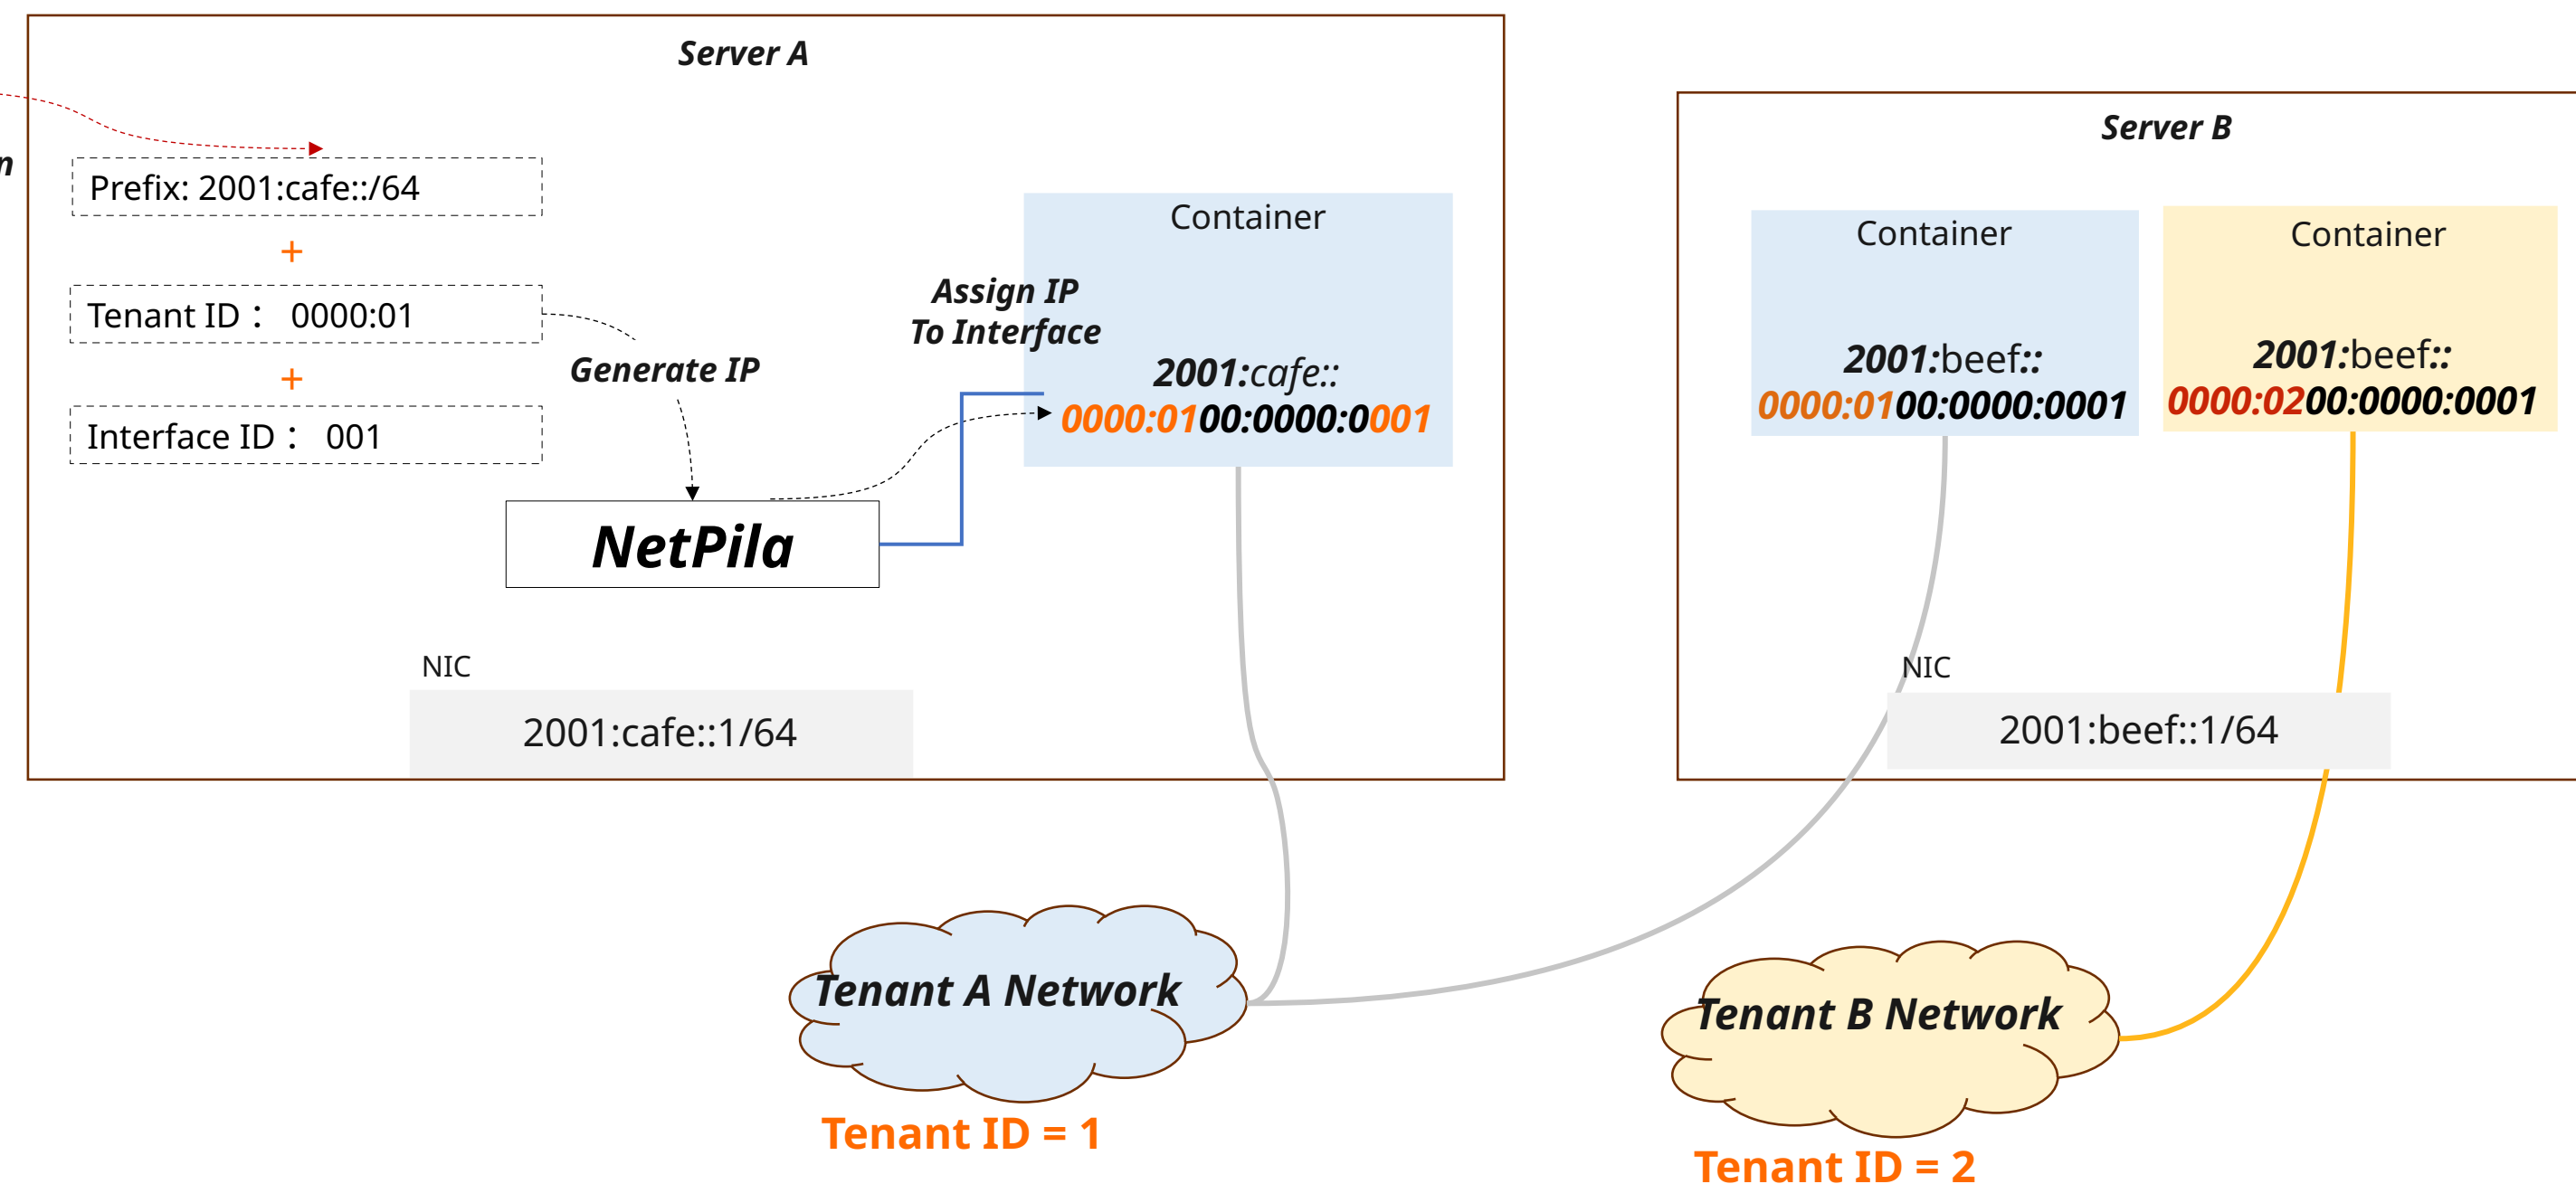 Server A
n
Prefix: 2001:cafe::/64
+
Tenant ID： 0000:01
+
Interface ID： 001
Generate IP
NetPila
Assign IP
To Interface
Container
2001:cafe::
0000:0100:0000:0001
NIC
2001:cafe::1/64
Server B
Container
2001:beef::
0000:0100:0000:0001
Container
2001:beef::
0000:0200:0000:0001
NIC
2001:beef::1/64
Tenant A Network
Tenant ID = 1
Tenant B Network
Tenant ID = 2